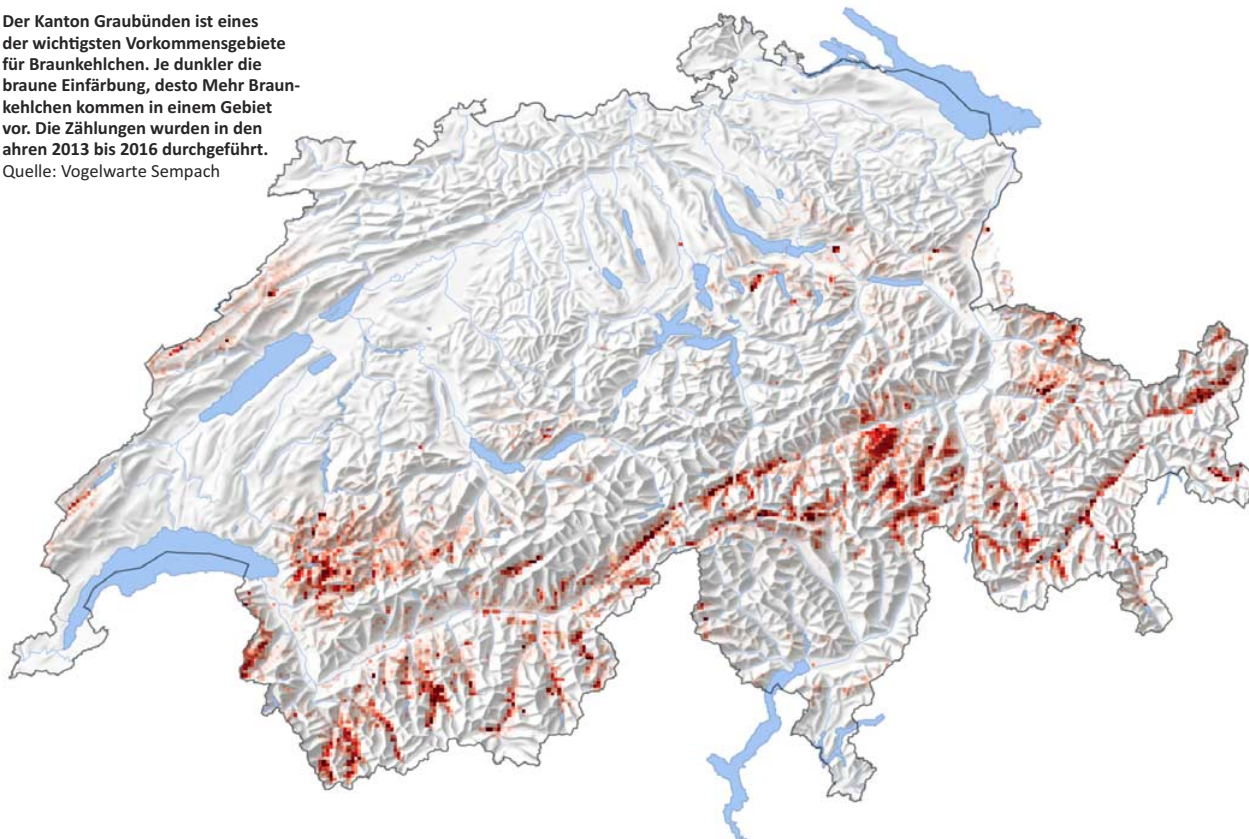 Der Kanton Graubünden ist eines
der wichtigsten Vorkommensgebiete
für Braunkehlchen. Je dunkler die
braune Einfärbung, desto Mehr Braun-
kehlchen kommen in einem Gebiet
vor. Die Zählungen wurden in den
ahren 2013 bis 2016 durchgeführt.
Quelle: Vogelwarte Sempach